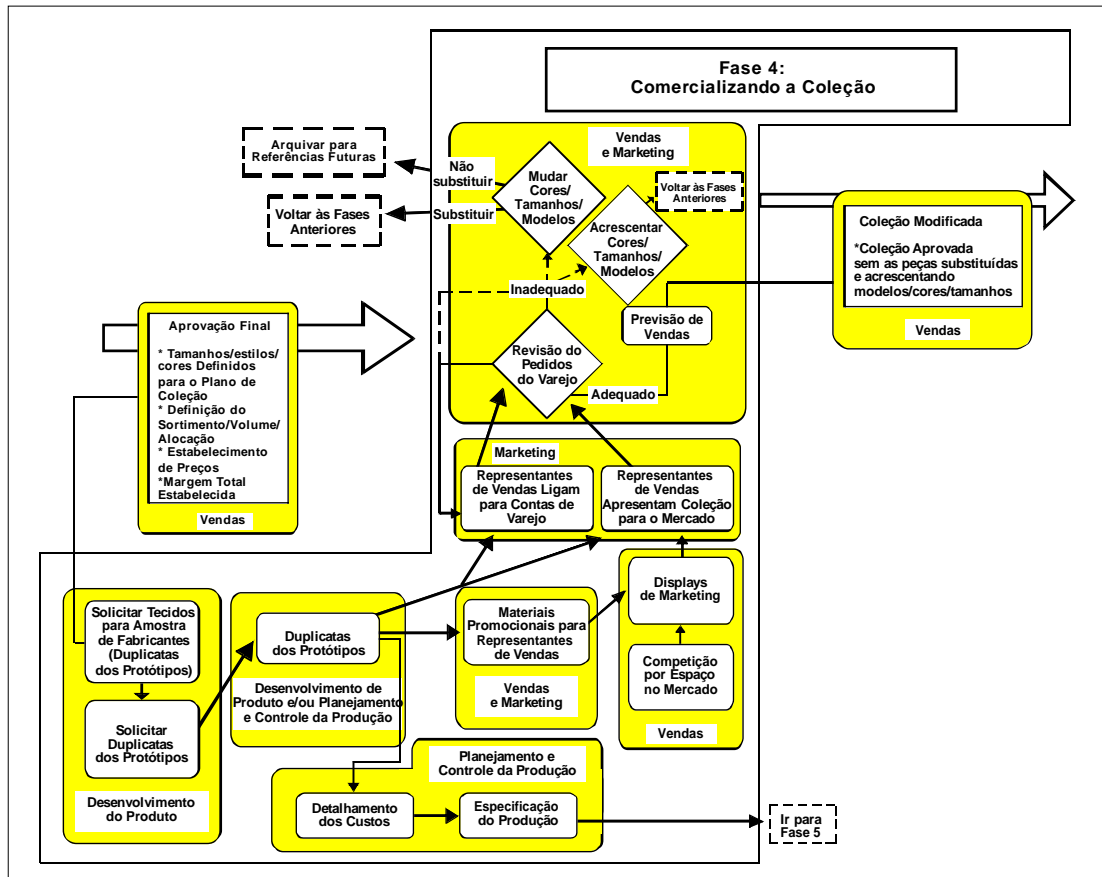 Fase 4:
Comercializando a Coleção
Arquivar para
Referências Futuras
Não
substituir
Voltar às Fases
Anteriores
Substituir
Mudar
Cores/
Tamanhos/
Modelos
Vendas
e Marketing
Voltar às Fases
Anteriores
Acrescentar
Cores/
Tamanhos/
Modelos
Inadequado
Previsão de
Vendas
Revisão do
Pedidos
do Varejo
Adequado
Coleção Modificada
*Coleção Aprovada
sem as peças substituídas
e acrescentando
modelos/cores/tamanhos
Vendas
Aprovação Final
* Tamanhos/estilos/
cores Definidos
para o Plano de
Coleção
* Definição do
Sortimento/Volume/
Alocação
* Estabelecimento
de Preços
*Margem Total
Estabelecida
Vendas
Marketing
Representantes
de Vendas Ligam
para Contas de
Varejo
Representantes
de Vendas
Apresentam Coleção
para o Mercado
Solicitar Tecidos
para Amostra
de Fabricantes
(Duplicatas
dos Protótipos)
Solicitar
Duplicatas
dos Protótipos
Desenvolvimento
do Produto
Duplicatas
dos Protótipos
Desenvolvimento de
Produto e/ou Planejamento
e Controle da Produção
Materiais
Promocionais para
Representantes
de Vendas
Vendas
e Marketing
Displays
de Marketing
Competição
por Espaço
no Mercado
Vendas
Planejamento e
Controle da Produção
Detalhamento
dos Custos
Especificação
do Produção
Ir para
Fase 5